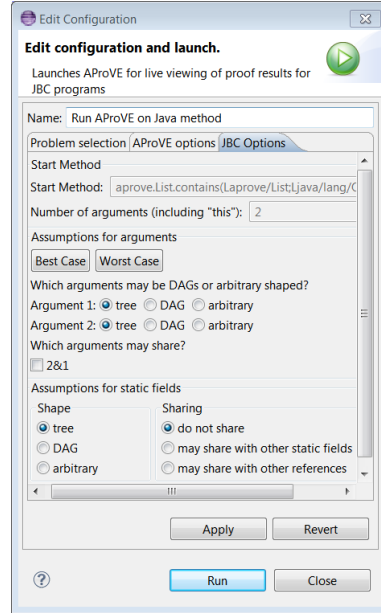 Edit Configuration
Edit configuration and launch.
Launches AProVE for live viewing of proof results for
JBC programs
Name: Run AProVE on Java method
Problem selection AProVE options JBC Options
Start Method
Start Method: aprove.List.contains(Laprove/List;Ljava/lang/
Number of arguments (including "this"): 2
Assumptions for arguments
Best Case Worst Case
Which arguments may be DAGs or arbitrary shaped?
Argument 1: tree DAG arbitrary
Argument 2: tree DAG arbitrary
Which arguments may share?
2&1
Assumptions for static fields
Shape Sharing
tree do not share
DAG may share with other static fields
arbitrary may share with other references
Apply Revert
? Run Close